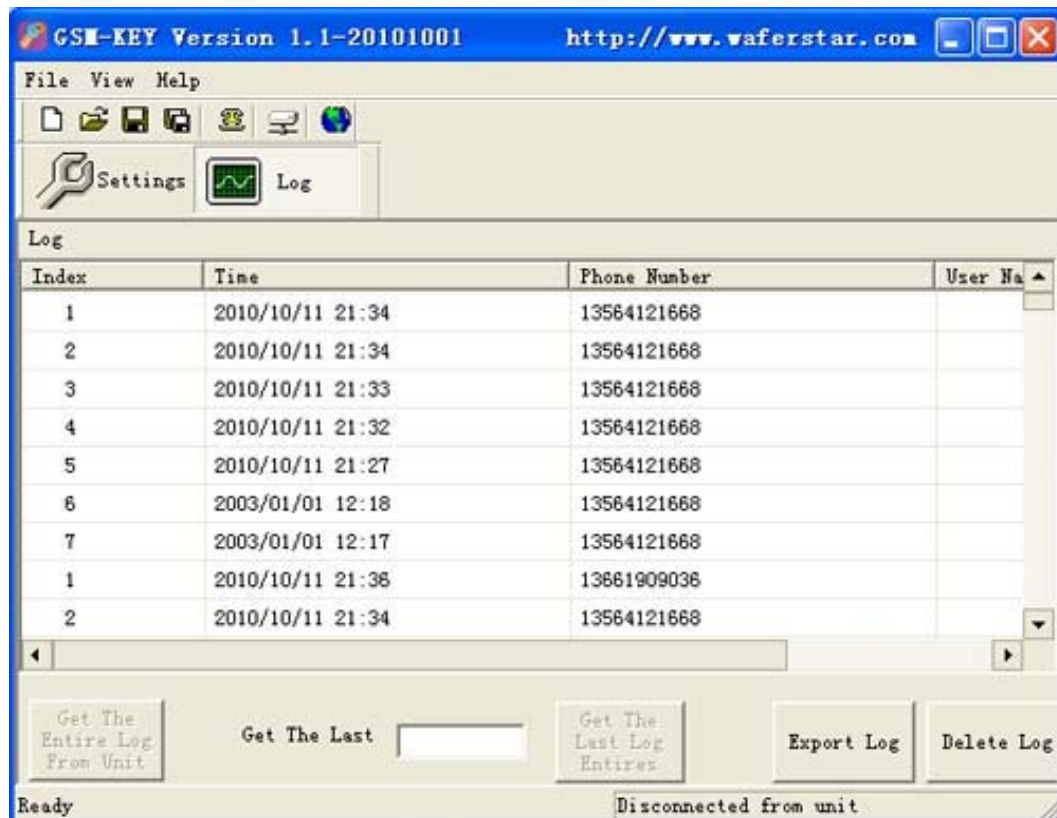 GSM-KEY Version 1.1-20101001 http://www.waferstar.com
File View Help
Settings Log
Log
Index Time Phone Number User Na
1 2010/10/11 21:34 13564121668
2 2010/10/11 21:34 13564121668
3 2010/10/11 21:33 13564121668
4 2010/10/11 21:32 13564121668
5 2010/10/11 21:27 13564121668
6 2003/01/01 12:18 13564121668
7 2003/01/01 12:17 13564121668
1 2010/10/11 21:36 13661909036
2 2010/10/11 21:34 13564121668
Get The
Entire Log
From Unit
Get The Last
Get The
Last Log
Entires
Export Log
Delete Log
Ready Disconnected from unit